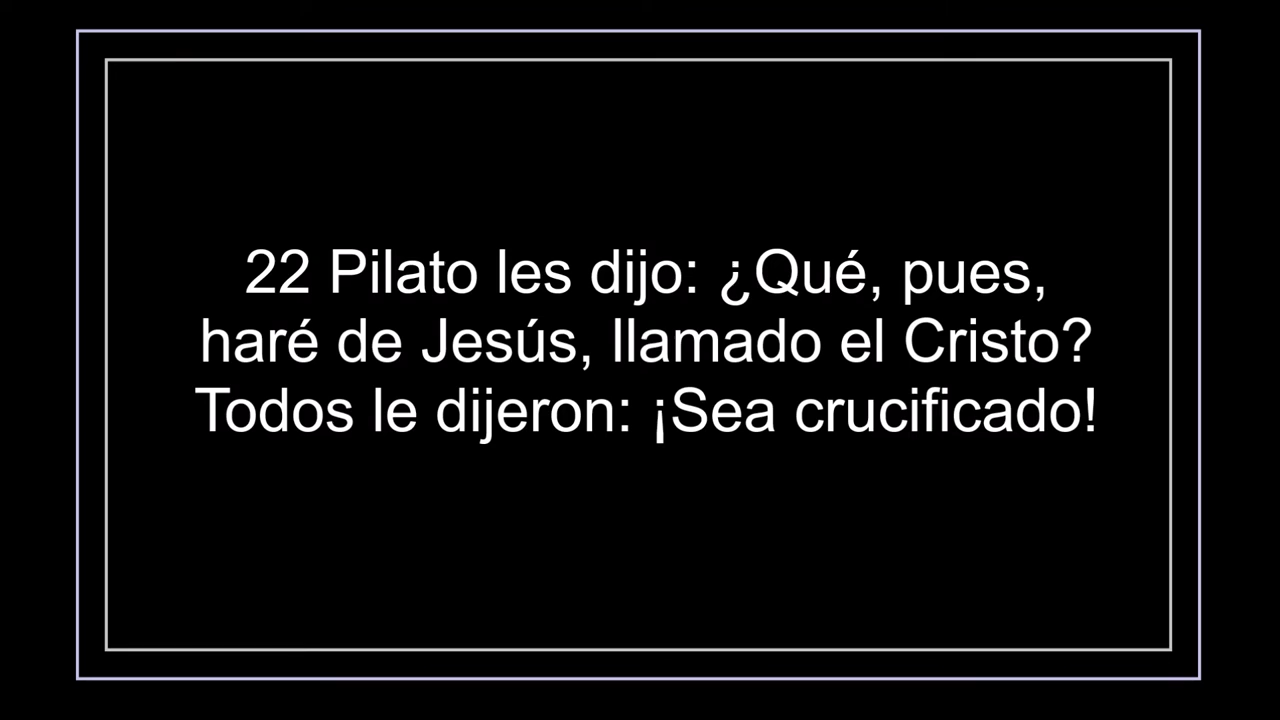 22 Pilato les dijo: ¿Qué, pues,
haré de Jesús, llamado el Cristo?
Todos le dijeron: ¡Sea crucificado!